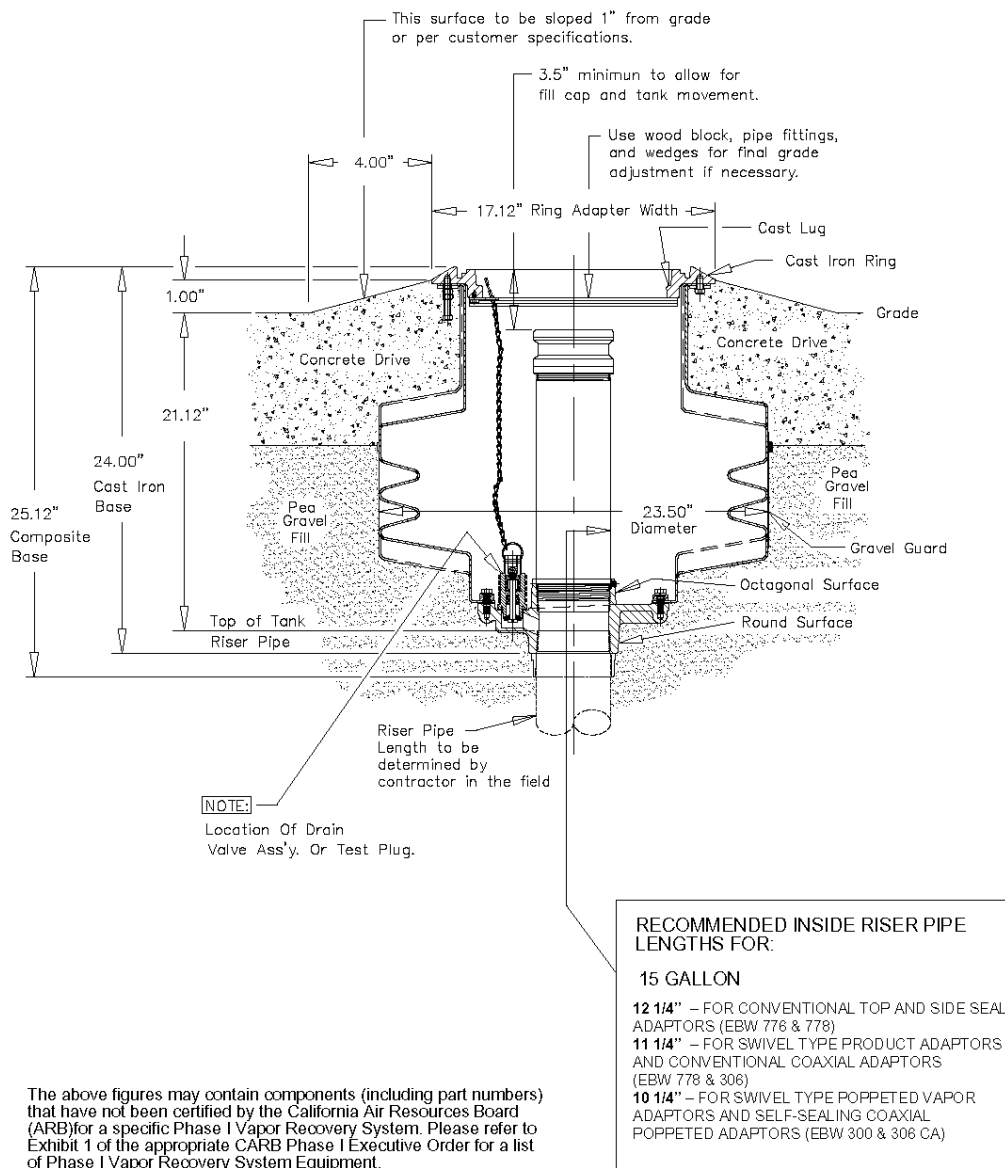 This surface to be sloped 1" from grade
or per customer specifications.
3.5" minimun to allow for
fill cap and tank movement.
Use wood block, pipe fittings,
and wedges for final grade
adjustment if necessary.
4.00"
17.12" Ring Adapter Width
Cast Lug
Cast Iron Ring
1.00"
Grade
Concrete Drive
Concrete Drive
21.12"
24.00"
Cast Iron
Base
25.12"
Composite
Base
Pea
Gravel
Fill
Pea
Gravel
Fill
23.50"
Diameter
Gravel Guard
Octagonal Surface
Top of Tank
Riser Pipe
Round Surface
Riser Pipe
Length to be
determined by
contractor in the field
NOTE:
Location Of Drain
Valve Ass'y. Or Test Plug.
RECOMMENDED INSIDE RISER PIPE
LENGTHS FOR:
15 GALLON
12 1/4" – FOR CONVENTIONAL TOP AND SIDE SEAL
ADAPTORS (EBW 776 & 778)
11 1/4" – FOR SWIVEL TYPE PRODUCT ADAPTORS
AND CONVENTIONAL COAXIAL ADAPTORS
(EBW 778 & 306)
10 1/4" – FOR SWIVEL TYPE POPPETED VAPOR
ADAPTORS AND SELF-SEALING COAXIAL
POPPETED ADAPTORS (EBW 300 & 306 CA)
The above figures may contain components (including part numbers)
that have not been certified by the California Air Resources Board
(ARB)for a specific Phase I Vapor Recovery System. Please refer to
Exhibit 1 of the appropriate CARB Phase I Executive Order for a list
of Phase I Vapor Recovery System Equipment.